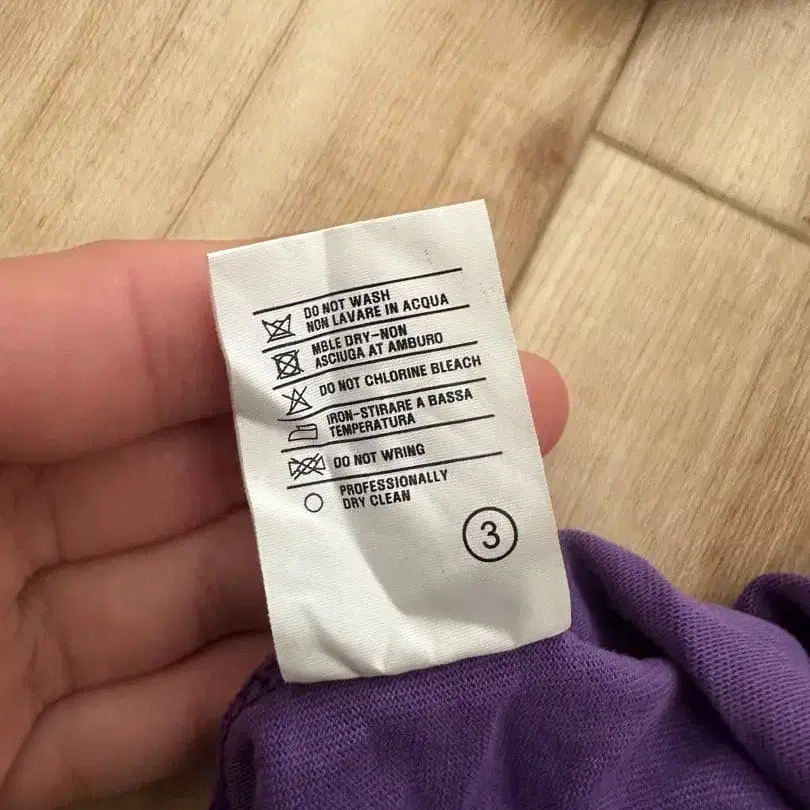 DO NOT WASH
NON LAVARE IN ACQUA
MBLE DRY-NON
ASCIUGA AT AMBURO
DO NOT CHLORINE BLEACH
IRON-STIRARE A BASSA
TEMPERATURA
DO NOT WRING
PROFESSIONALLY
DRY CLEAN
3